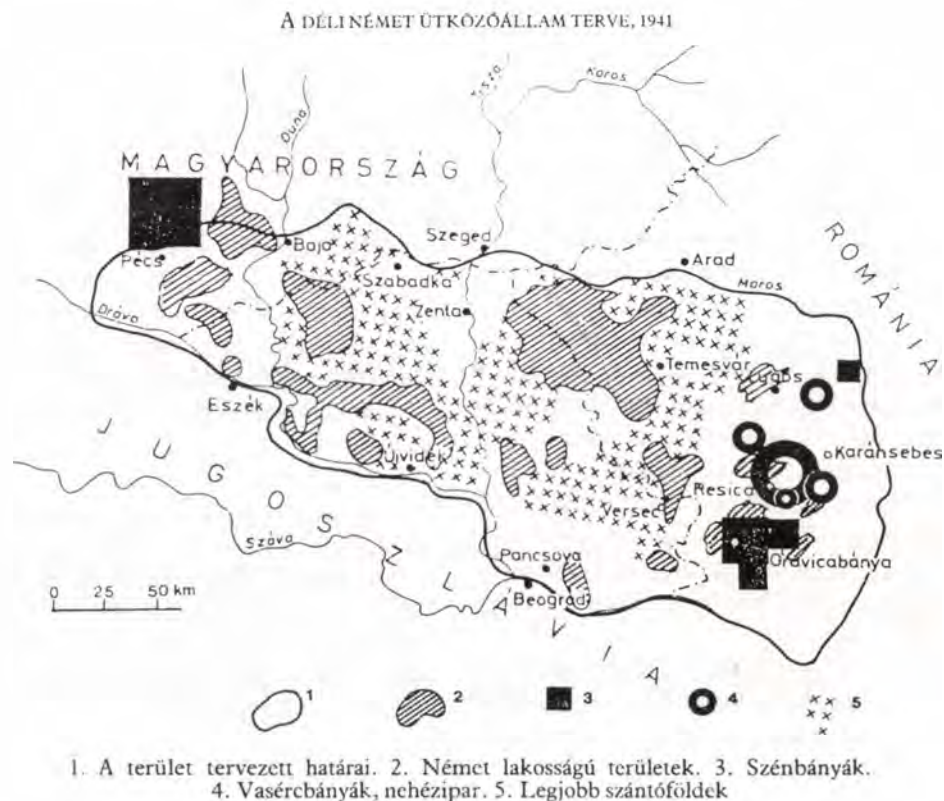 A DÉLI NÉMET ÜTKÖZŐÁLLAM TERVE, 1941
Tisza
Körös
Duna
MAGYARORSZÁG
ROMÁNIA
Szeged
Baja
Arad
Pécs
Szabadka
Maros
Zenta
Dráva
Temesvár
Lugos
Eszék
Karánsebes
Újvidék
Resica
Versec
JUGOSZLÁVIA
Száva
Pancsova
Oravicabánya
0 25 50 km
Beograd
1 2 3 4 5
1. A terület tervezett határai. 2. Német lakosságú területek. 3. Szénbányák.
4. Vasércbányák, nehézipar. 5. Legjobb szántóföldek